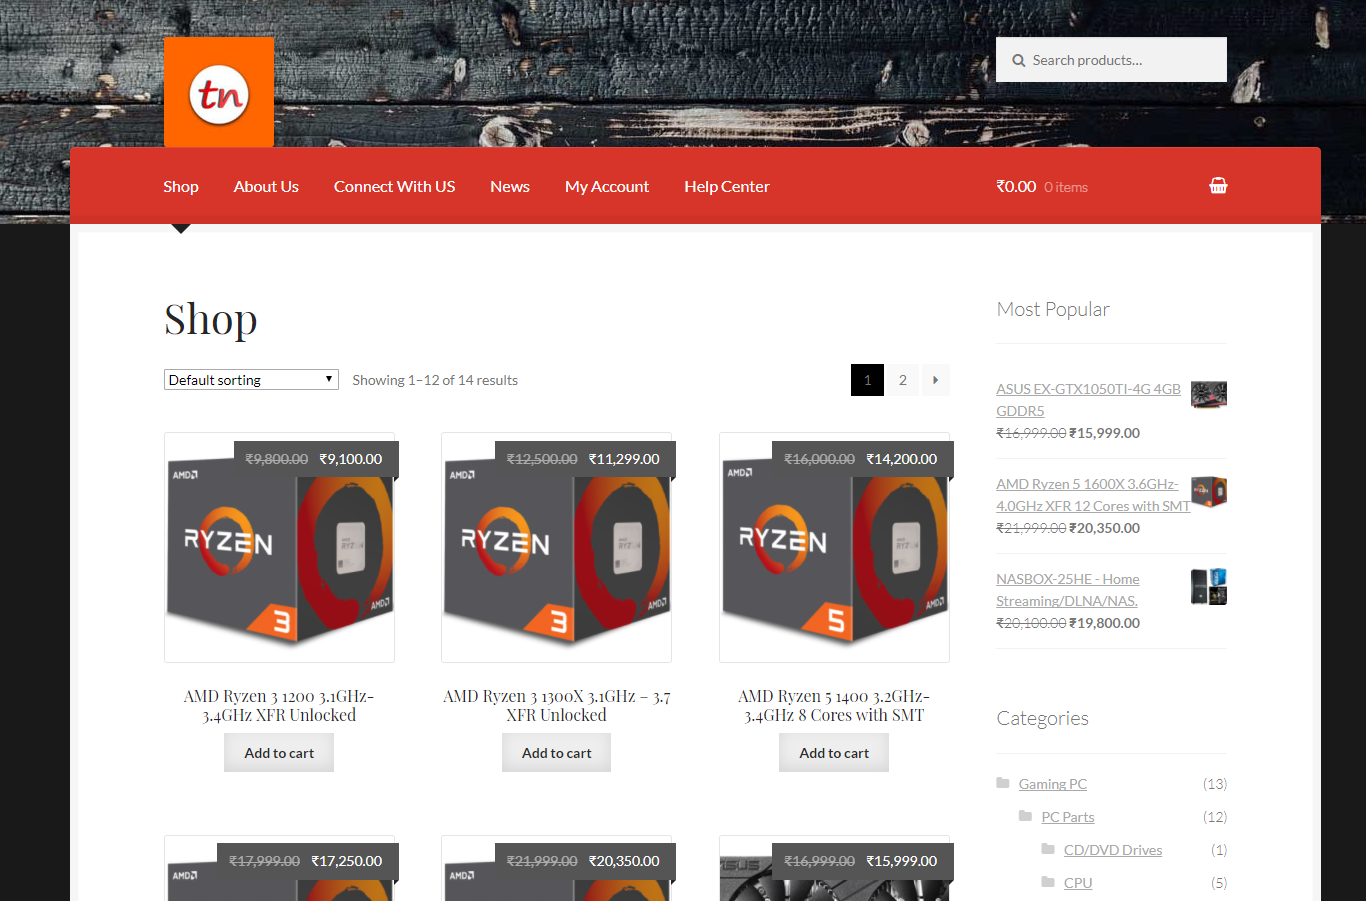 tn
Search products...
Shop About Us Connect With US News My Account Help Center ₹0.00 0 items
Shop
Default sorting Showing 1–12 of 14 results 1 2
₹9,800.00 ₹9,100.00
AMD
RYZEN
RYZEN
AMD
3
AMD Ryzen 3 1200 3.1GHz-
3.4GHz XFR Unlocked
Add to cart
₹12,500.00 ₹11,299.00
AMD
RYZEN
RYZEN
AMD
3
AMD Ryzen 3 1300X 3.1GHz – 3.7
XFR Unlocked
Add to cart
₹16,000.00 ₹14,200.00
AMD
RYZEN
RYZEN
AMD
5
AMD Ryzen 5 1400 3.2GHz-
3.4GHz 8 Cores with SMT
Add to cart
₹17,999.00 ₹17,250.00
AMD
₹21,999.00 ₹20,350.00
AMD
₹16,999.00 ₹15,999.00
ASUS
Most Popular
ASUS EX-GTX1050TI-4G 4GB
GDDR5
₹16,999.00 ₹15,999.00
AMD Ryzen 5 1600X 3.6GHz-
4.0GHz XFR 12 Cores with SMT
₹21,999.00 ₹20,350.00
RYZEN
NASBOX-25HE - Home
Streaming/DLNA/NAS.
₹20,100.00 ₹19,800.00
Categories
Gaming PC (13)
PC Parts (12)
CD/DVD Drives (1)
CPU (5)